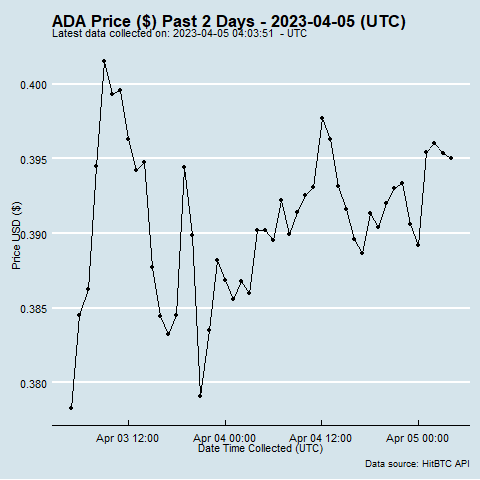 ADA Price ($) Past 2 Days - 2023-04-05 (UTC)
Latest data collected on: 2023-04-05 04:03:51 - UTC
Price USD ($)
0.400
0.395
0.390
0.385
0.380
Apr 03 12:00 Apr 04 00:00 Apr 04 12:00 Apr 05 00:00
Date Time Collected (UTC)
Data source: HitBTC API